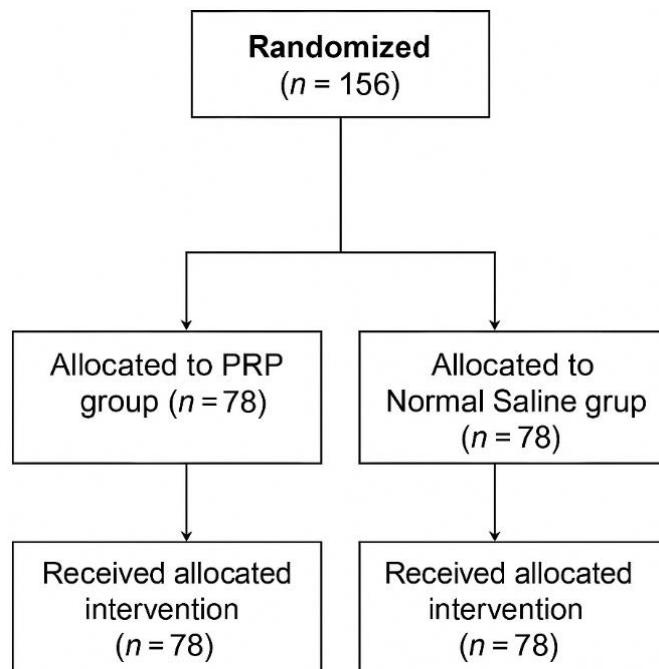 Randomized
(n = 156)
Allocated to PRP
group (n = 78)
Allocated to
Normal Saline grup
(n = 78)
Received allocated
intervention
(n = 78)
Received allocated
intervention
(n = 78)